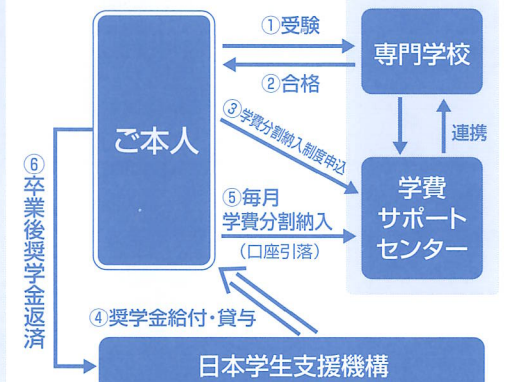 ①受験
専門学校
②合格
③学費分割納入制度申込
連携
ご本人
学費
サポート
センター
⑤毎月
学費分割納入
（口座引落）
⑥卒業後奨学金返済
④奨学金給付・貸与
日本学生支援機構